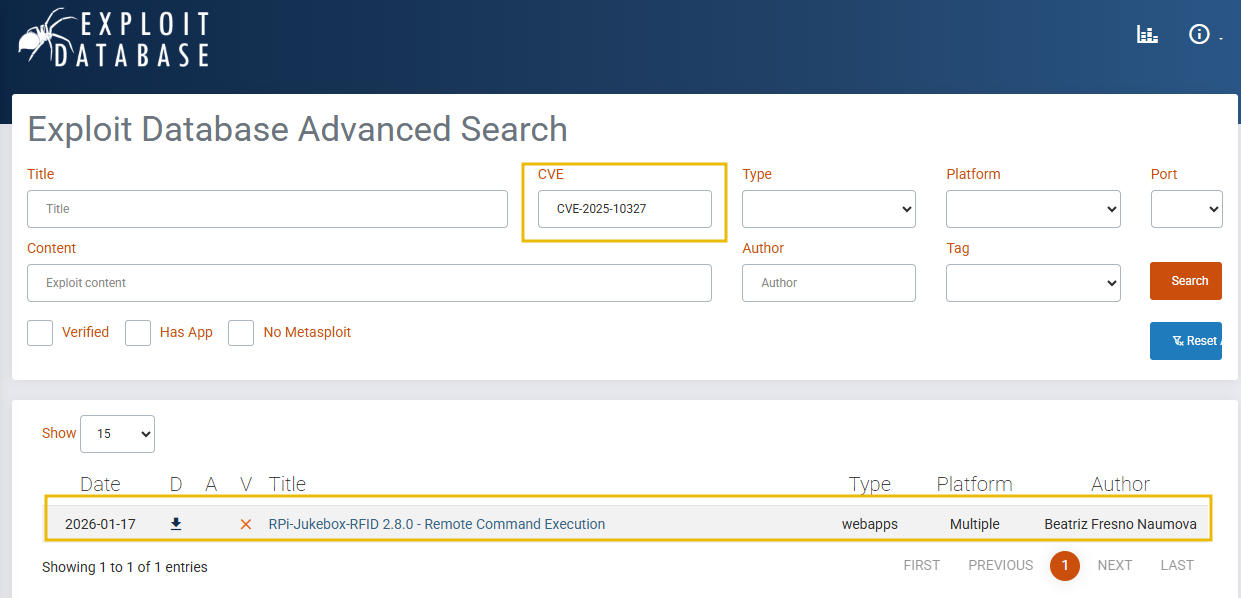 EXPLOIT
DATABASE
Exploit Database Advanced Search
Title CVE Type Platform Port
Title CVE-2025-10327
Content Author Tag
Exploit content Author Search
Verified Has App No Metasploit Reset
Show 15
Date D A V Title Type Platform Author
2026-01-17 RPi-Jukebox-RFID 2.8.0 - Remote Command Execution webapps Multiple Beatriz Fresno Naumova
Showing 1 to 1 of 1 entries FIRST PREVIOUS 1 NEXT LAST